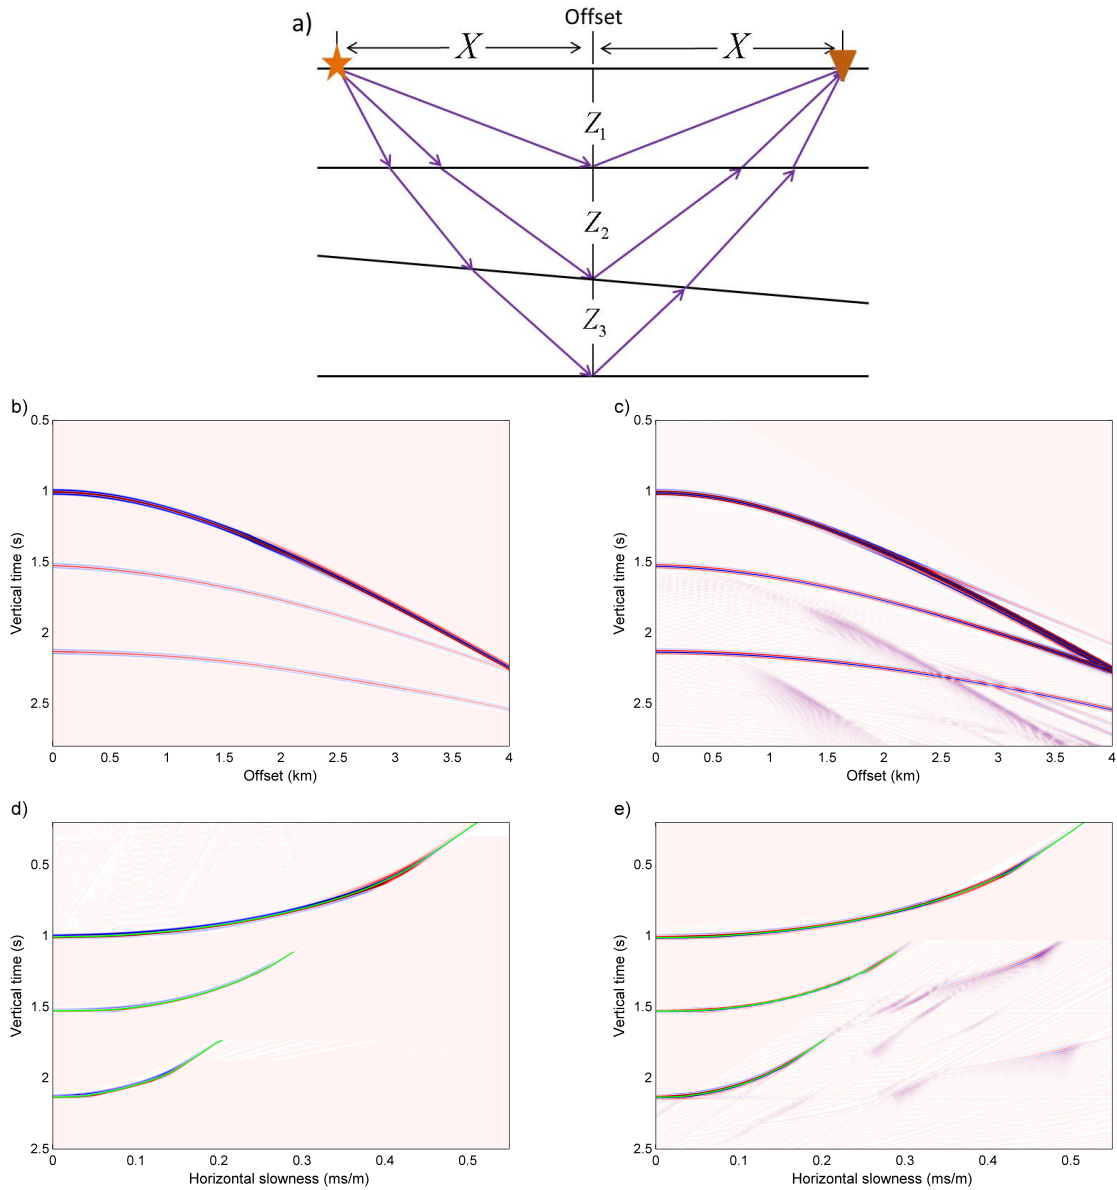 a)
Offset
X X
Z1
Z2
Z3
b) c)
0.5 0.5
1 1
1.5 1.5
2 2
2.5 2.5
Vertical time (s) Vertical time (s)
0 0.5 1 1.5 2 2.5 3 3.5 4 0 0.5 1 1.5 2 2.5 3 3.5 4
Offset (km) Offset (km)
d) e)
0.5 0.5
1 1
1.5 1.5
2 2
2.5 2.5
Vertical time (s) Vertical time (s)
0 0.1 0.2 0.3 0.4 0.5 0 0.1 0.2 0.3 0.4 0.5
Horizontal slowness (ms/m) Horizontal slowness (ms/m)